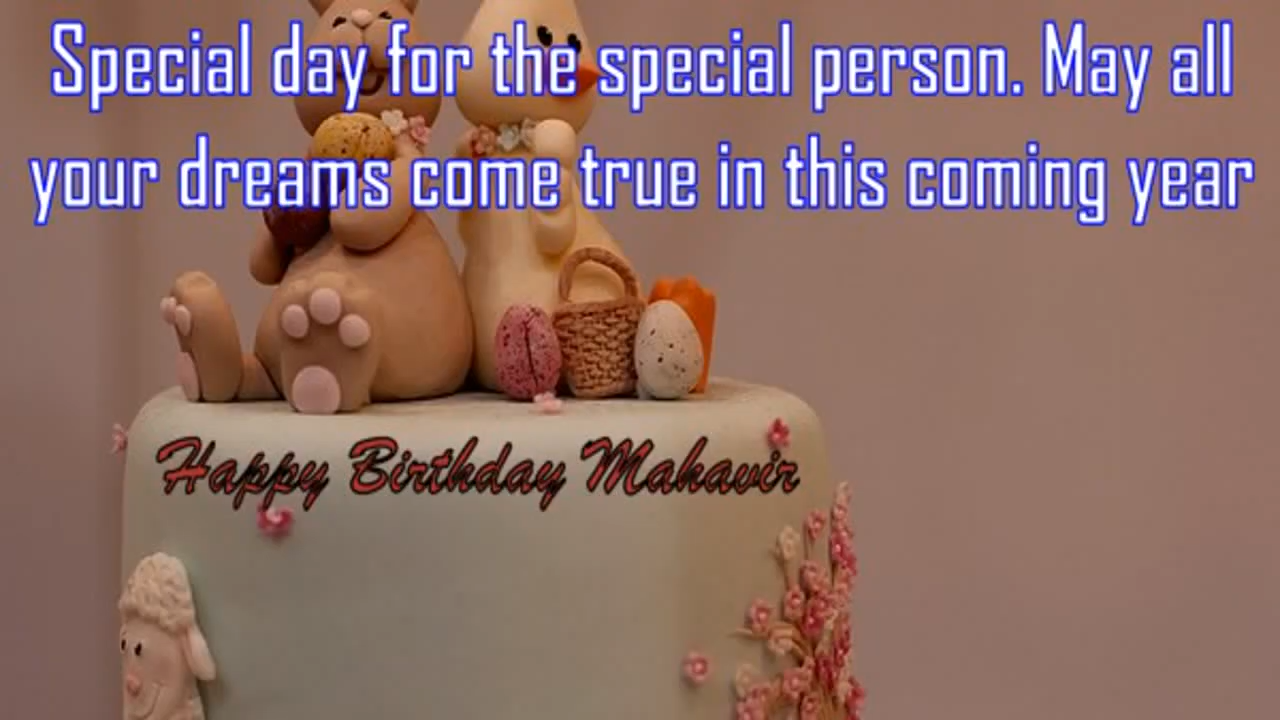 Special day for the special person. May all
your dreams come true in this coming year
Happy Birthday Mahavir